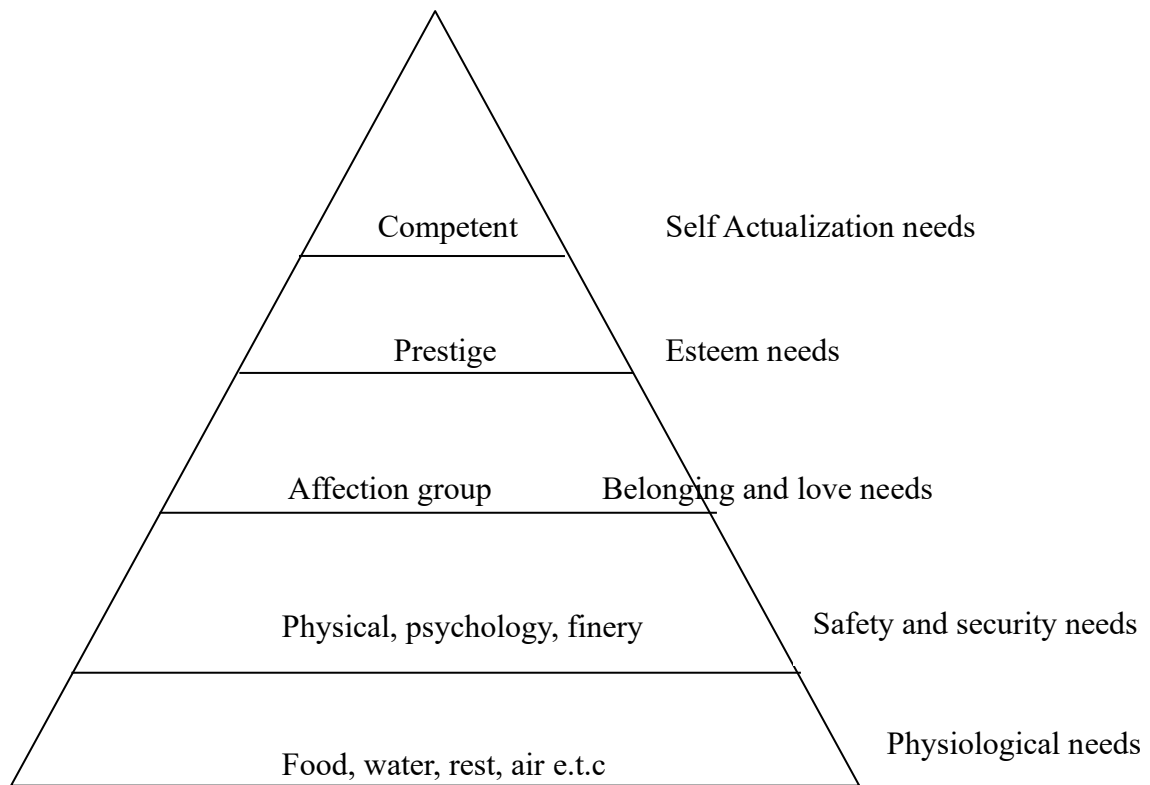 Competent Self Actualization needs
Prestige Esteem needs
Affection group Belonging and love needs
Physical, psychology, finery Safety and security needs
Physiological needs
Food, water, rest, air e.t.c